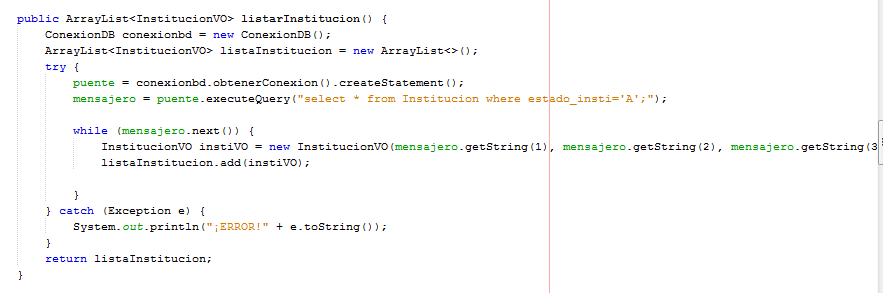 public ArrayList<InstitucionVO> listarInstitucion() {
    ConexionDB conexionbd = new ConexionDB();
    ArrayList<InstitucionVO> listaInstitucion = new ArrayList<>();
    try {
        puente = conexionbd.obtenerConexion().createStatement();
        mensajero = puente.executeQuery("select * from Institucion where estado_insti='A';");
        while (mensajero.next()) {
            InstitucionVO instiVO = new InstitucionVO(mensajero.getString(1), mensajero.getString(2), mensajero.getString(3
            listaInstitucion.add(instiVO);
        }
    } catch (Exception e) {
        System.out.println("¡ERROR!" + e.toString());
    }
    return listaInstitucion;
}